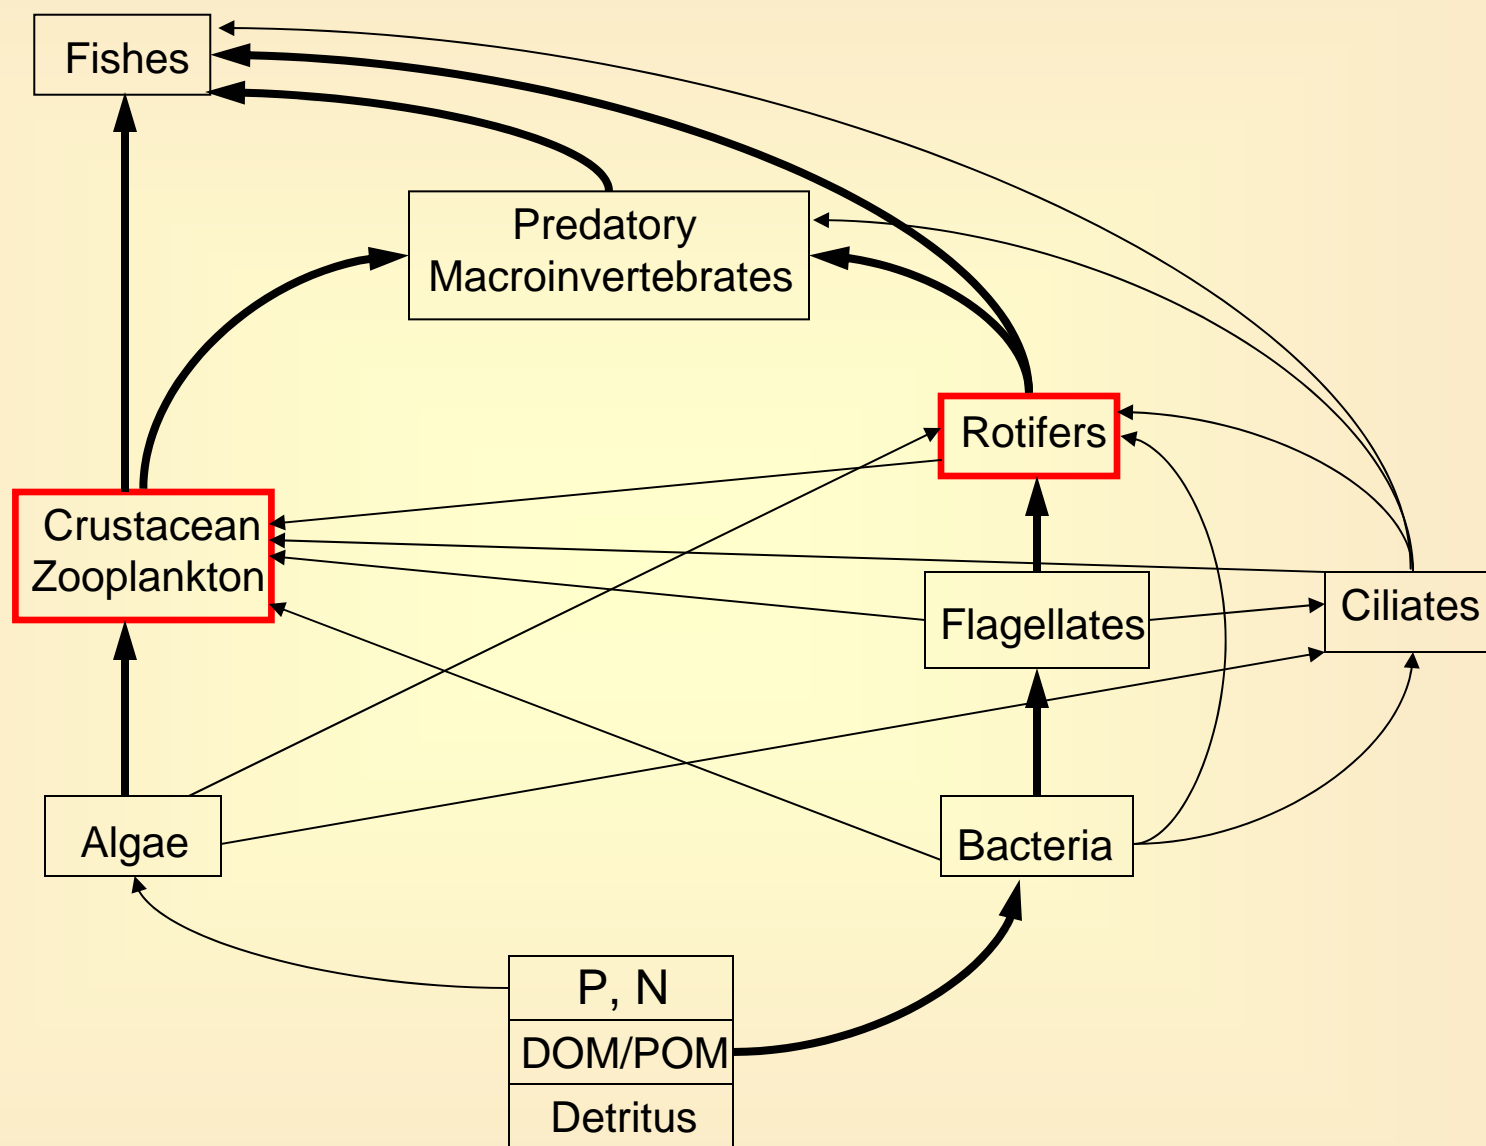 Fishes
Predatory
Macroinvertebrates
Rotifers
Crustacean
Zooplankton
Flagellates
Ciliates
Algae
Bacteria
P, N
DOM/POM
Detritus